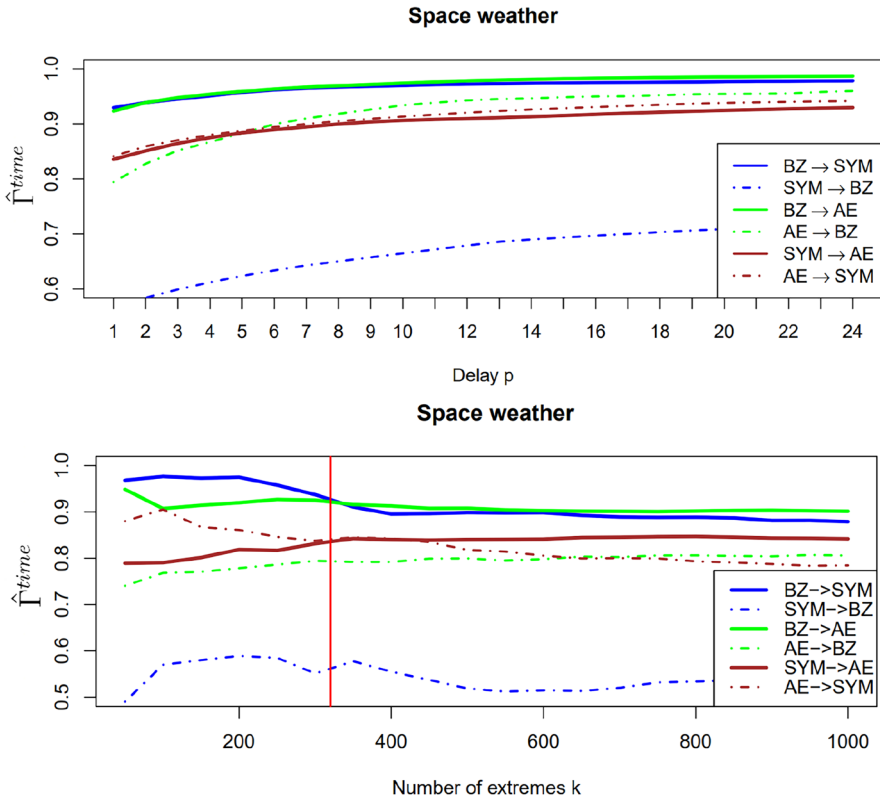 Space weather
Γ̂time
1.0
0.9
0.8
0.7
0.6
BZ → SYM
SYM → BZ
BZ → AE
AE → BZ
SYM → AE
AE → SYM
1 2 3 4 5 6 7 8 9 10 12 14 16 18 20 22 24
Delay p
Space weather
Γ̂time
1.0
0.9
0.8
0.7
0.6
0.5
BZ−>SYM
SYM−>BZ
BZ−>AE
AE−>BZ
SYM−>AE
AE−>SYM
200 400 600 800 1000
Number of extremes k